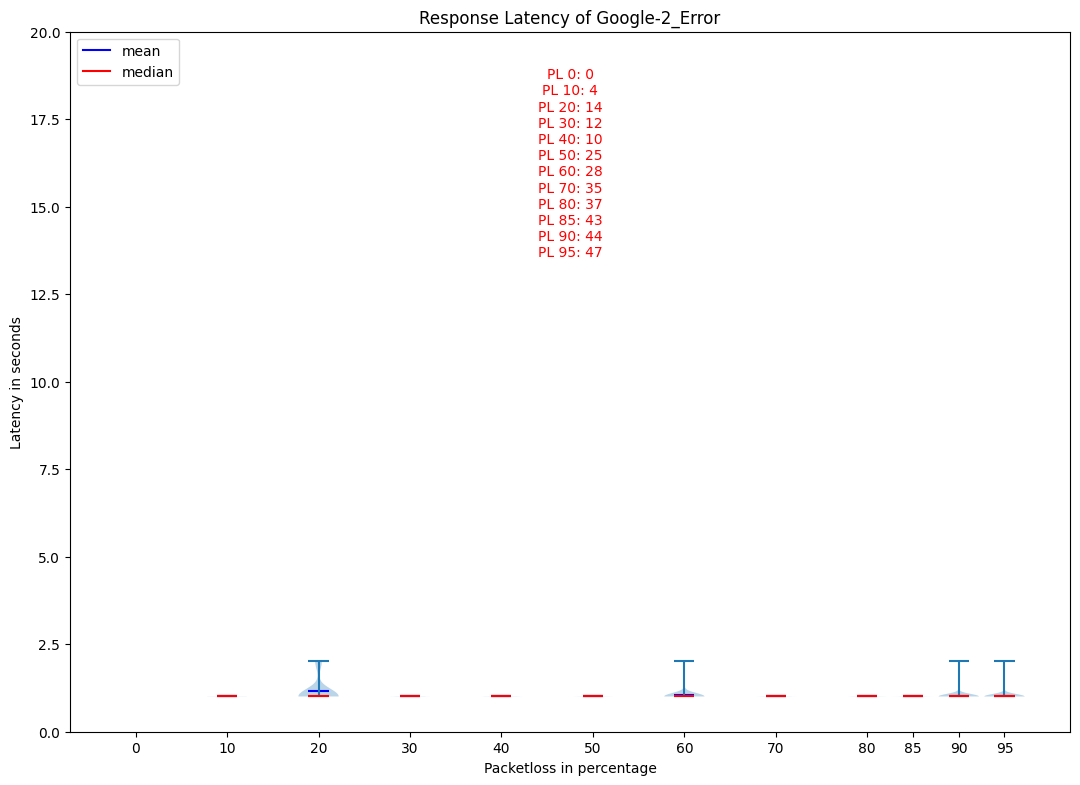 Response Latency of Google-2_Error
mean
median
PL 0: 0
PL 10: 4
PL 20: 14
PL 30: 12
PL 40: 10
PL 50: 25
PL 60: 28
PL 70: 35
PL 80: 37
PL 85: 43
PL 90: 44
PL 95: 47
Latency in seconds
20.0
17.5
15.0
12.5
10.0
7.5
5.0
2.5
0.0
0 10 20 30 40 50 60 70 80 85 90 95
Packetloss in percentage